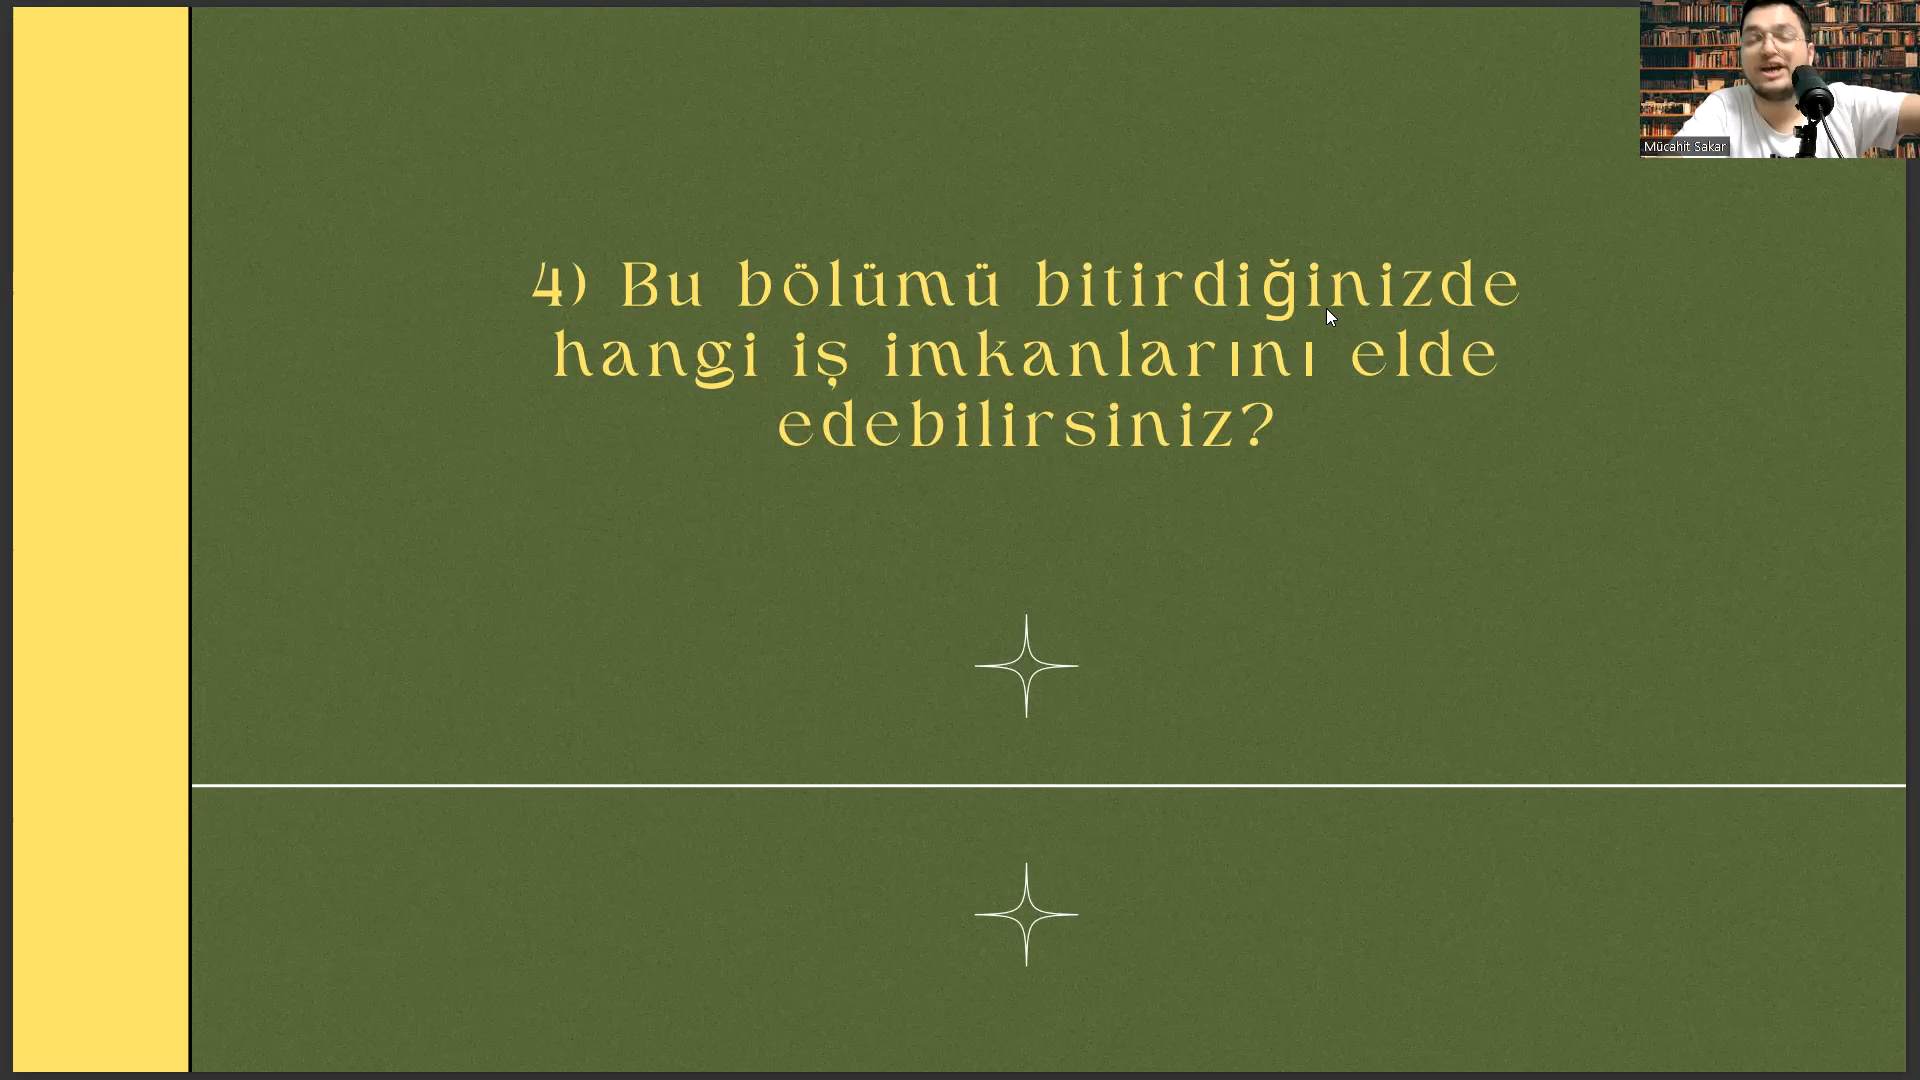 Mücahit Sakar
4) Bu bölümü bitirdiğinizde
hangi iş imkanlarını elde
edebilirsiniz?